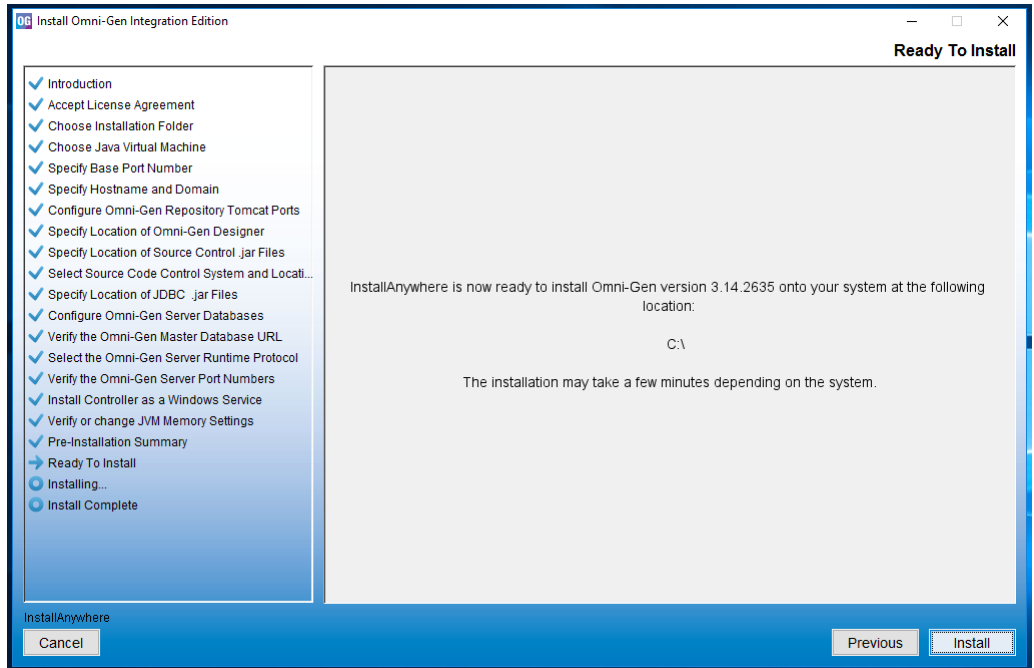 OG Install Omni-Gen Integration Edition
Ready To Install
Introduction
Accept License Agreement
Choose Installation Folder
Choose Java Virtual Machine
Specify Base Port Number
Specify Hostname and Domain
Configure Omni-Gen Repository Tomcat Ports
Specify Location of Omni-Gen Designer
Specify Location of Source Control .jar Files
Select Source Code Control System and Locati...
Specify Location of JDBC .jar Files
Configure Omni-Gen Server Databases
Verify the Omni-Gen Master Database URL
Select the Omni-Gen Server Runtime Protocol
Verify the Omni-Gen Server Port Numbers
Install Controller as a Windows Service
Verify or change JVM Memory Settings
Pre-Installation Summary
Ready To Install
Installing...
Install Complete
InstallAnywhere is now ready to install Omni-Gen version 3.14.2635 onto your system at the following
location:
C:\
The installation may take a few minutes depending on the system.
InstallAnywhere
Cancel
Previous
Install